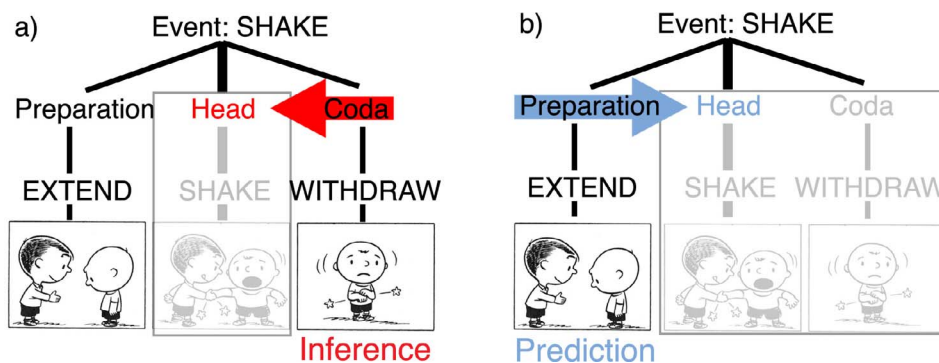 a)
Event: SHAKE
Preparation Head Coda
EXTEND SHAKE WITHDRAW
Inference
b)
Event: SHAKE
Preparation Head Coda
EXTEND SHAKE WITHDRAW
Prediction